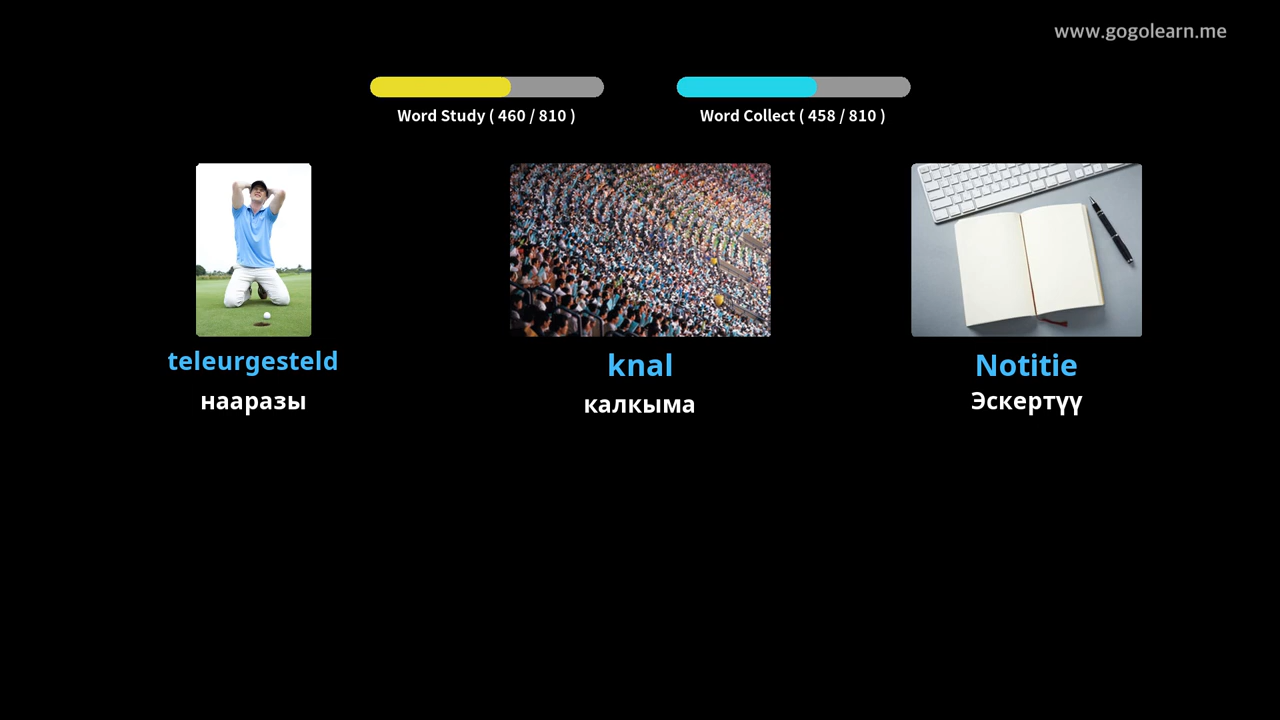 www.gogolearn.me
Word Study ( 460 / 810 )
Word Collect ( 458 / 810 )
teleurgesteld
knal
Notitie
нааразы
калкыма
Эскертүү